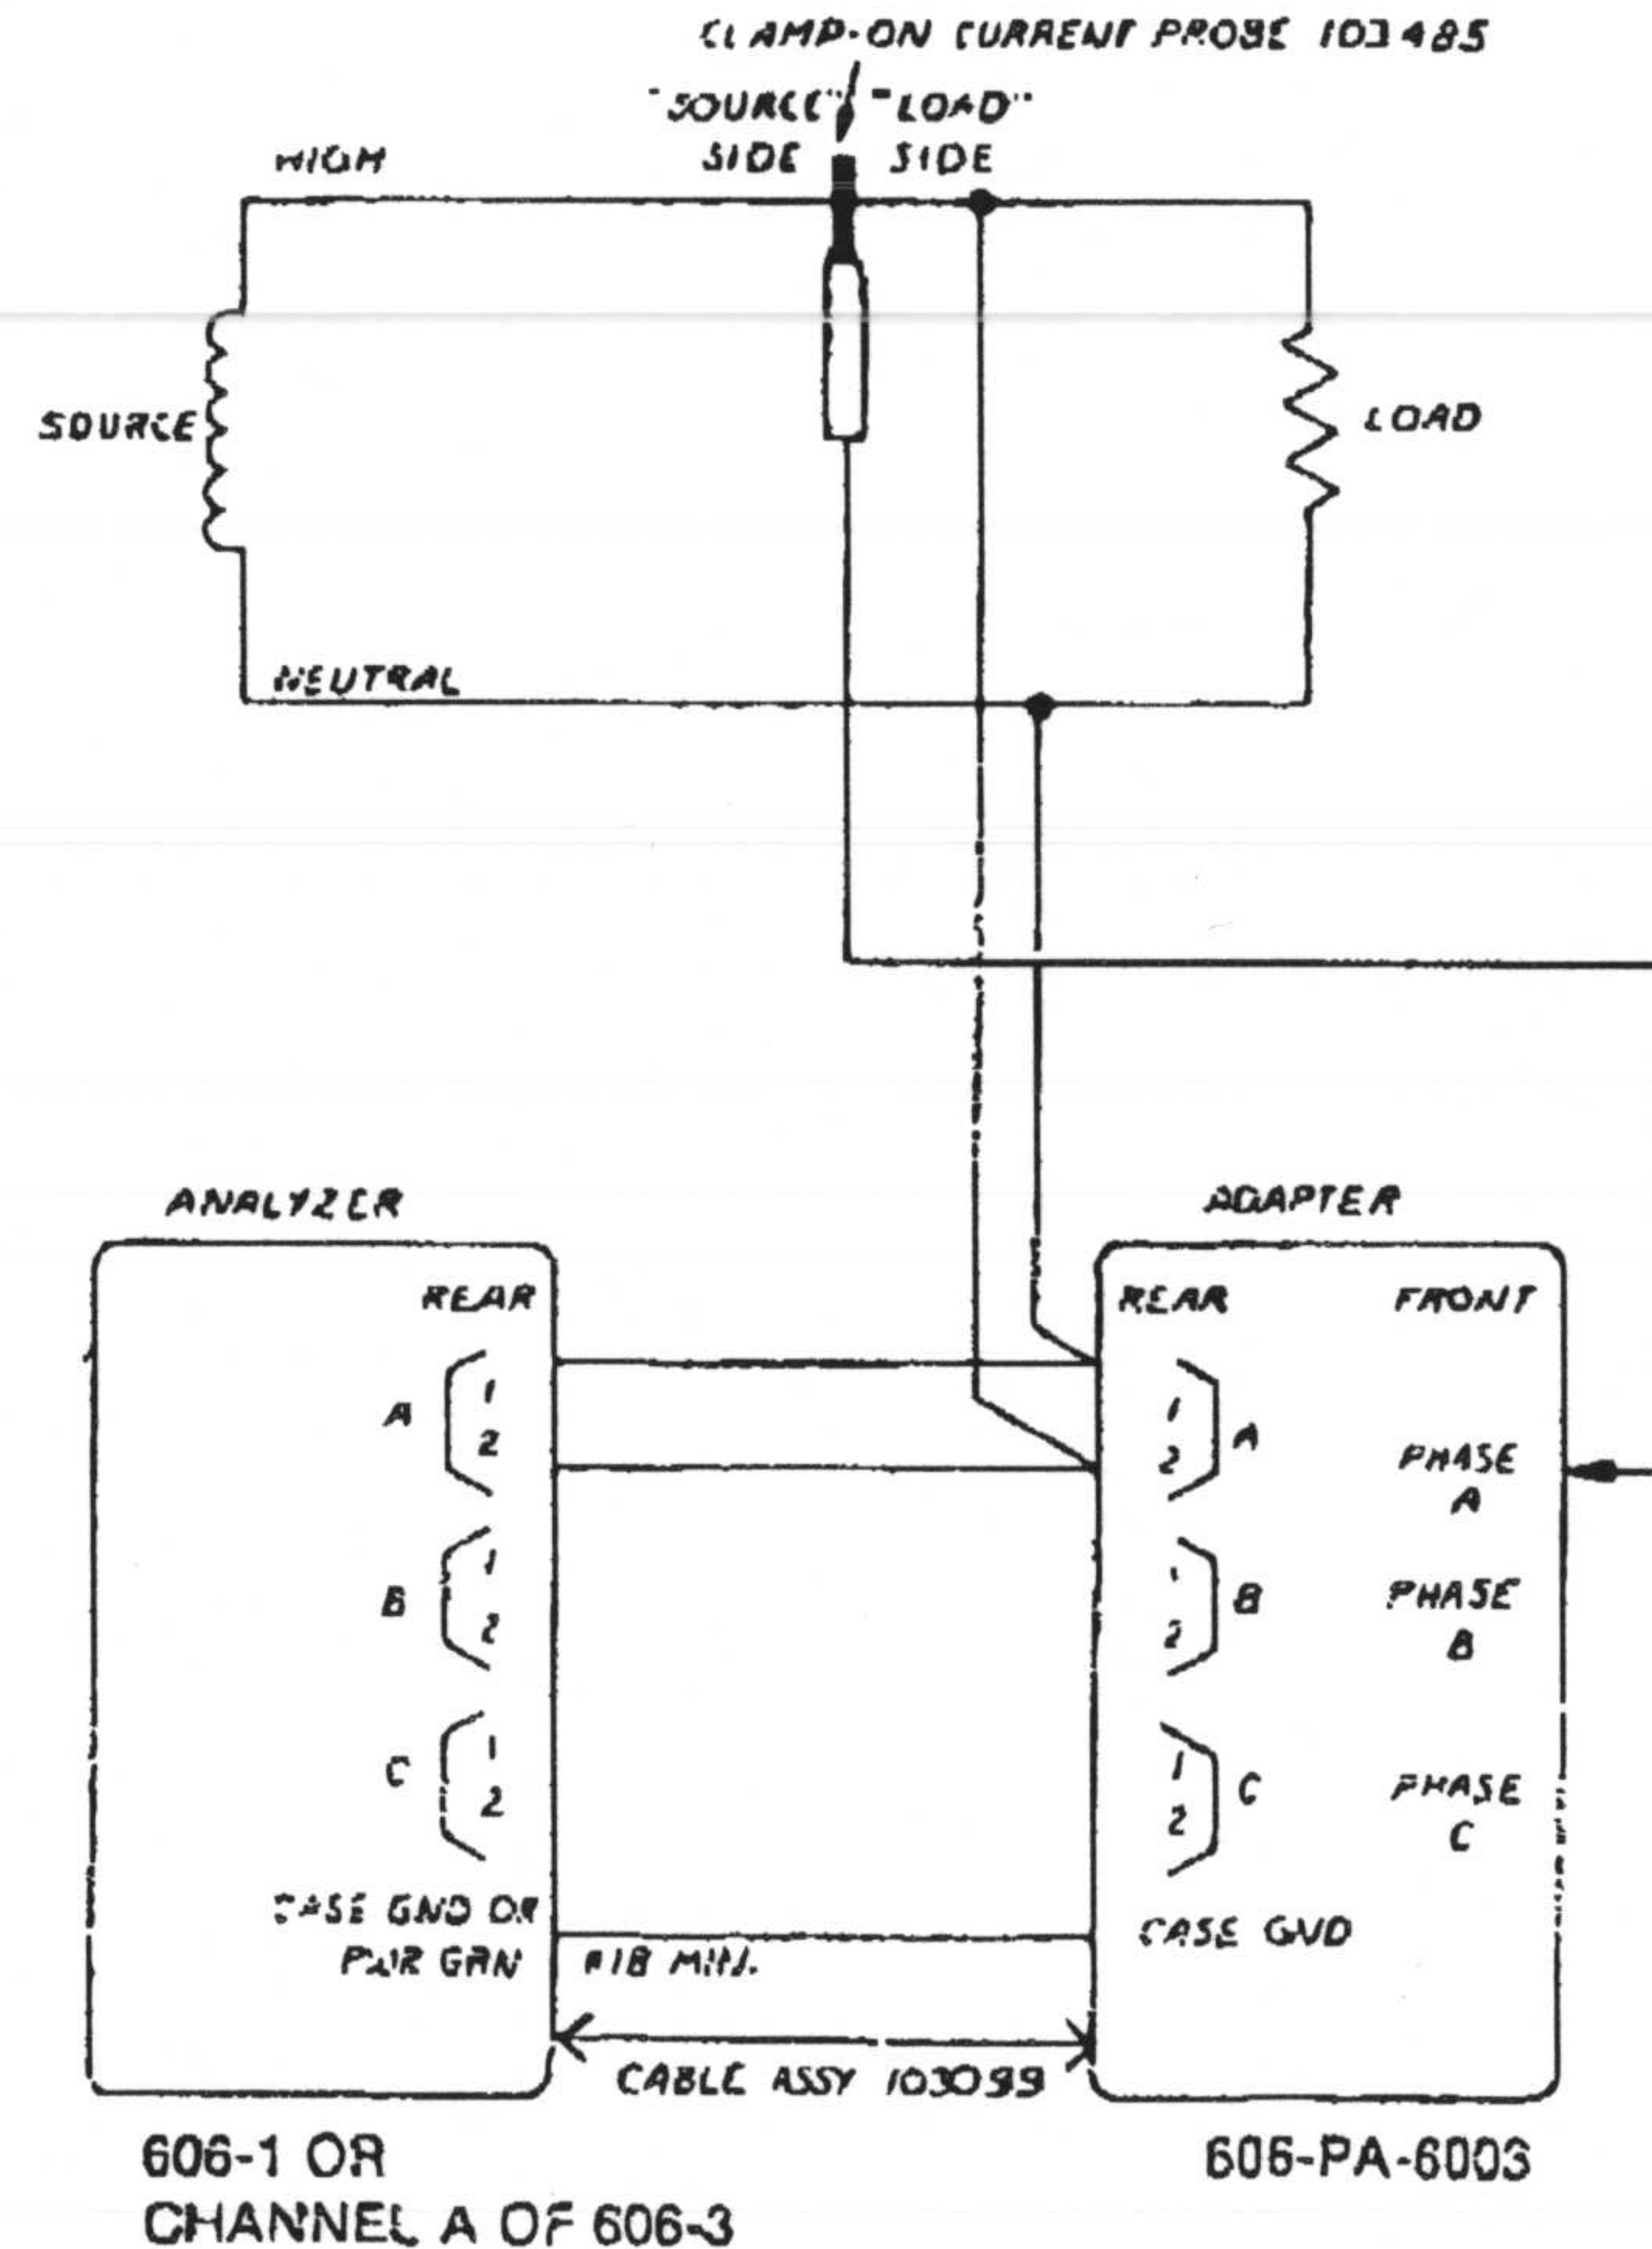 CLAMP-ON CURRENT PROBE 103485
"SOURCE" "LOAD"
SIDE SIDE
HIGH
SOURCE
LOAD
NEUTRAL
ANALYZER
REAR
A
1
2
B
1
2
C
1
2
CASE GND OR
PWR GRN
#18 MIN.
CABLE ASSY 103099
606-1 OR
CHANNEL A OF 606-3
ADAPTER
REAR FRONT
1
2
A
PHASE
A
1
2
B
PHASE
B
1
2
C
PHASE
C
CASE GND
606-PA-6003